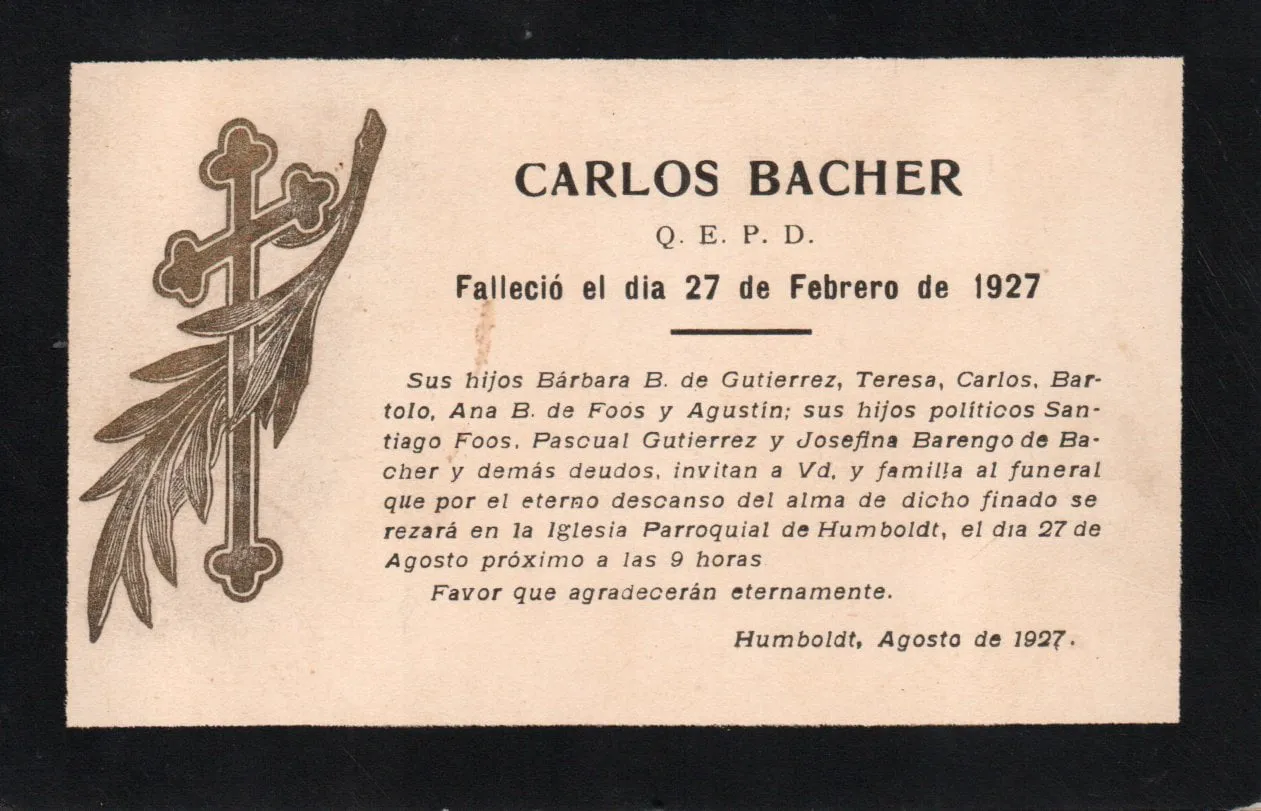 CARLOS BACHER
Q. E. P. D.
Falleció el dia 27 de Febrero de 1927
Sus hijos Bárbara B. de Gutierrez, Teresa, Carlos, Bar-
tolo, Ana B. de Foos y Agustín; sus hijos políticos San-
tiago Foos, Pascual Gutierrez y Josefina Barengo de Ba-
cher y demás deudos, invitan a Vd, y familia al funeral
que por el eterno descanso del alma de dicho finado se
rezará en la Iglesia Parroquial de Humboldt, el dia 27 de
Agosto próximo a las 9 horas
Favor que agradecerán eternamente.
Humboldt, Agosto de 1927.